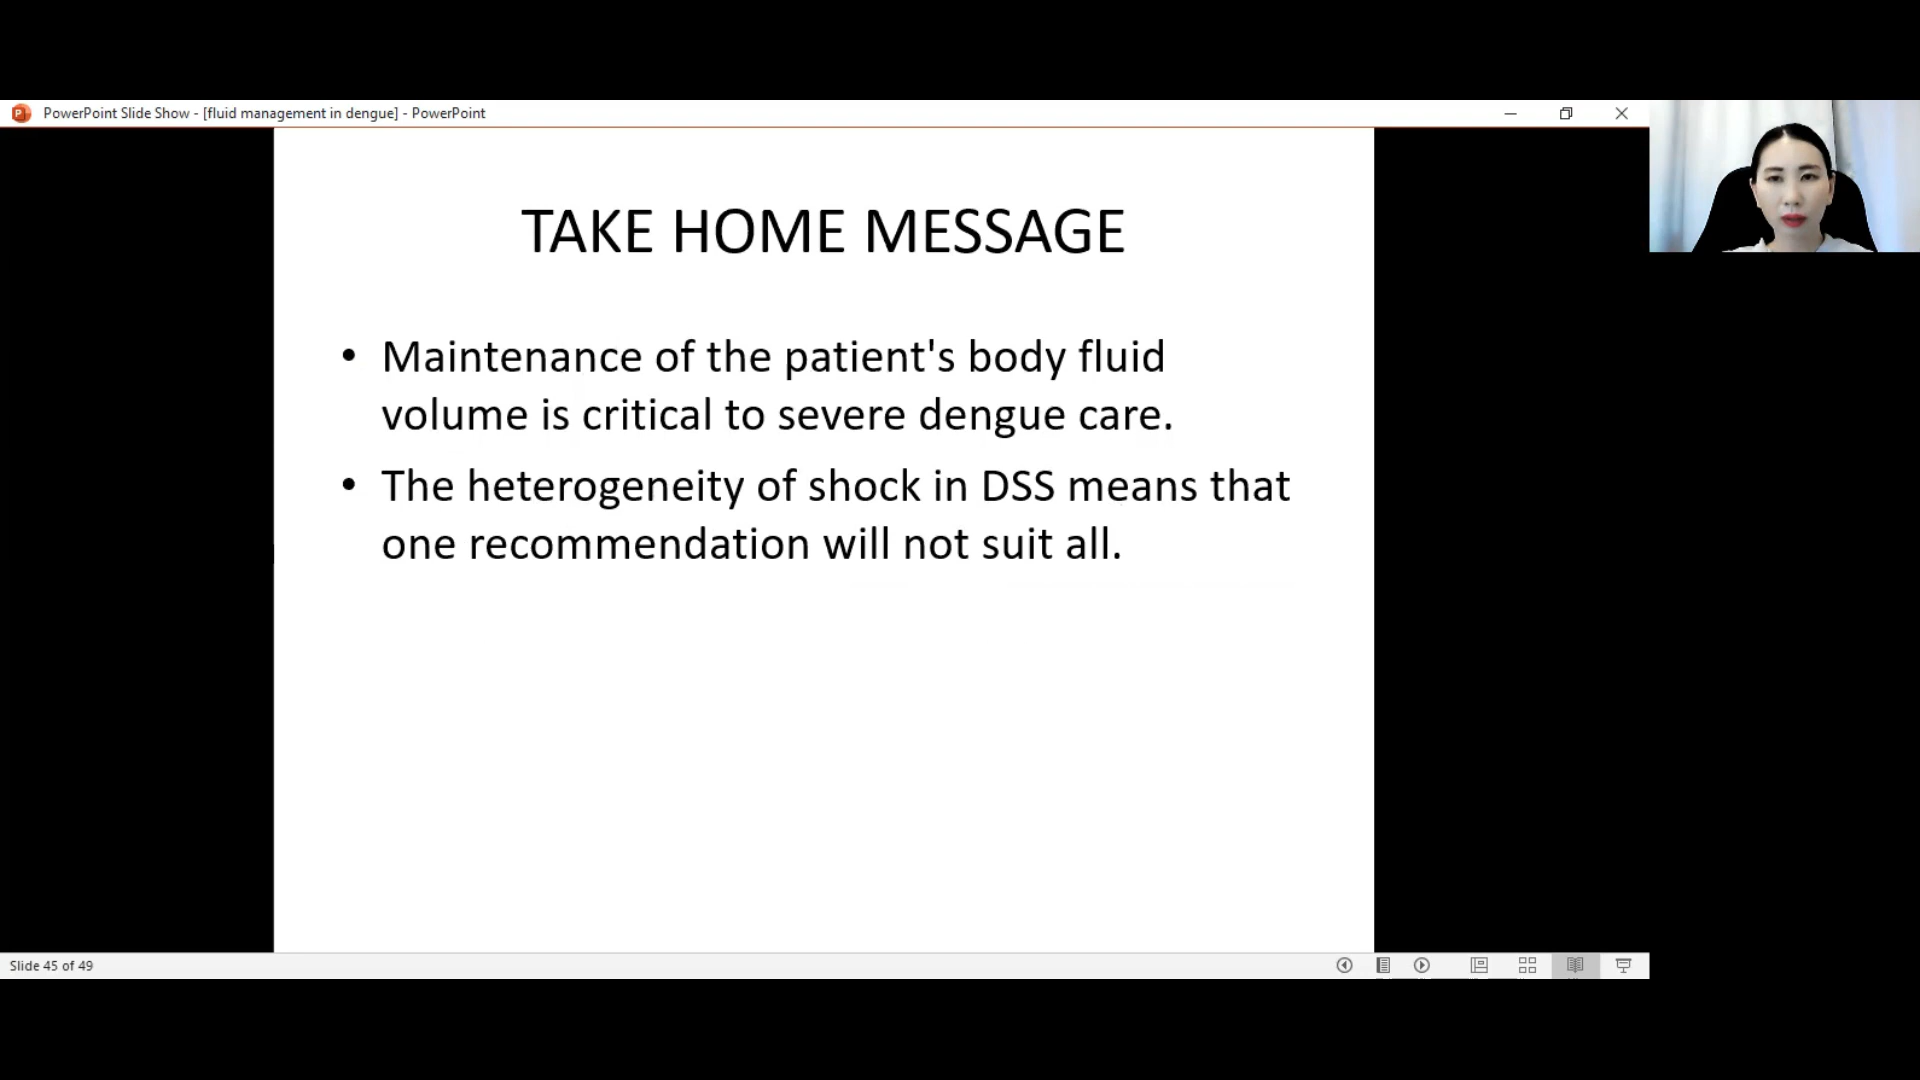 PowerPoint Slide Show - [fluid management in dengue] - PowerPoint
TAKE HOME MESSAGE
• Maintenance of the patient's body fluid
volume is critical to severe dengue care.
• The heterogeneity of shock in DSS means that
one recommendation will not suit all.
Slide 45 of 49